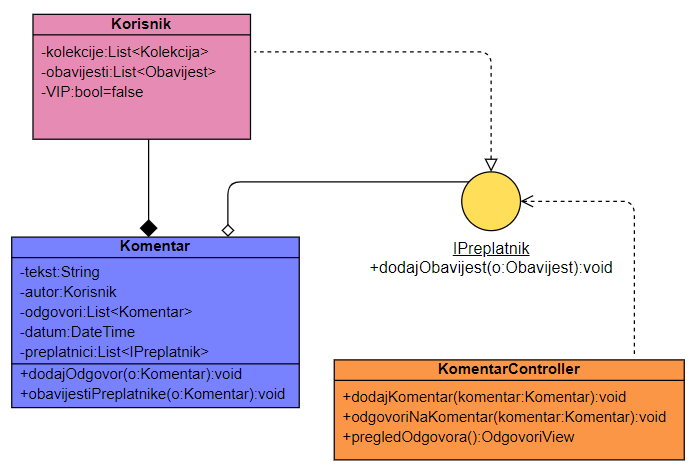 Korisnik
-kolekcije:List<Kolekcija>
-obavijesti:List<Obavijest>
-VIP:bool=false
IPreplatnik
+dodajObavijest(o:Obavijest):void
Komentar
-tekst:String
-autor:Korisnik
-odgovori:List<Komentar>
-datum:DateTime
-preplatnici:List<IPreplatnik>
+dodajOdgovor(o:Komentar):void
+obavijestiPreplatnike(o:Komentar):void
KomentarController
+dodajKomentar(komentar:Komentar):void
+odgovoriNaKomentar(komentar:Komentar):void
+pregledOdgovora():OdgovoriView